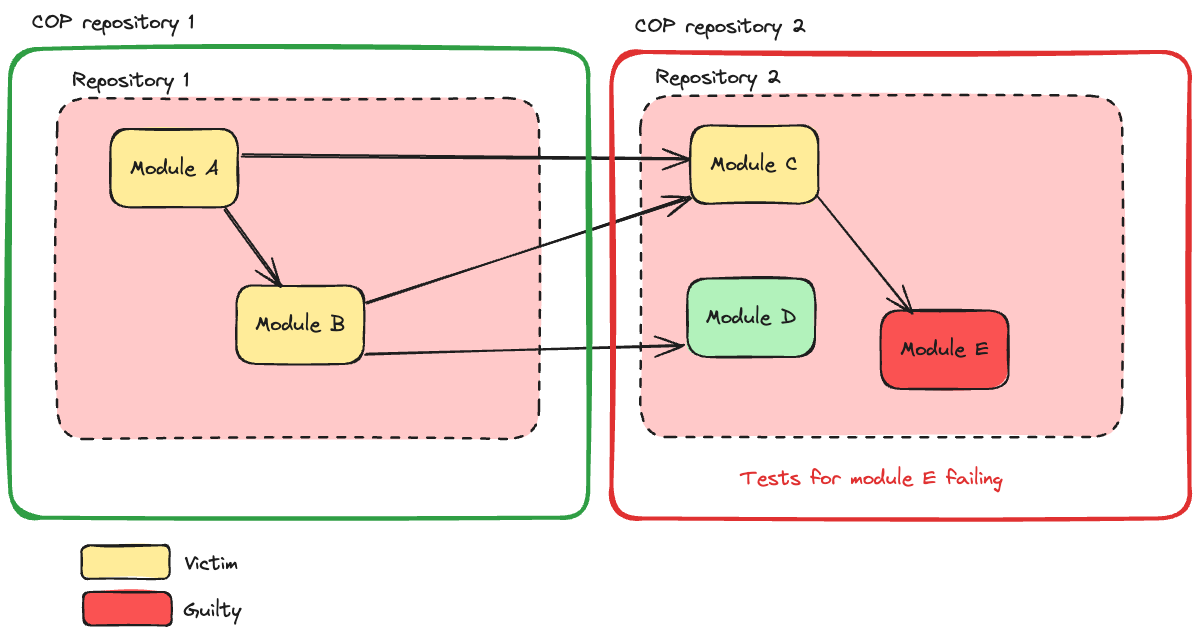 COP repository 1
COP repository 2
Repository 1
Repository 2
Module A
Module C
Module B
Module D
Module E
Tests for module E failing
Victim
Guilty